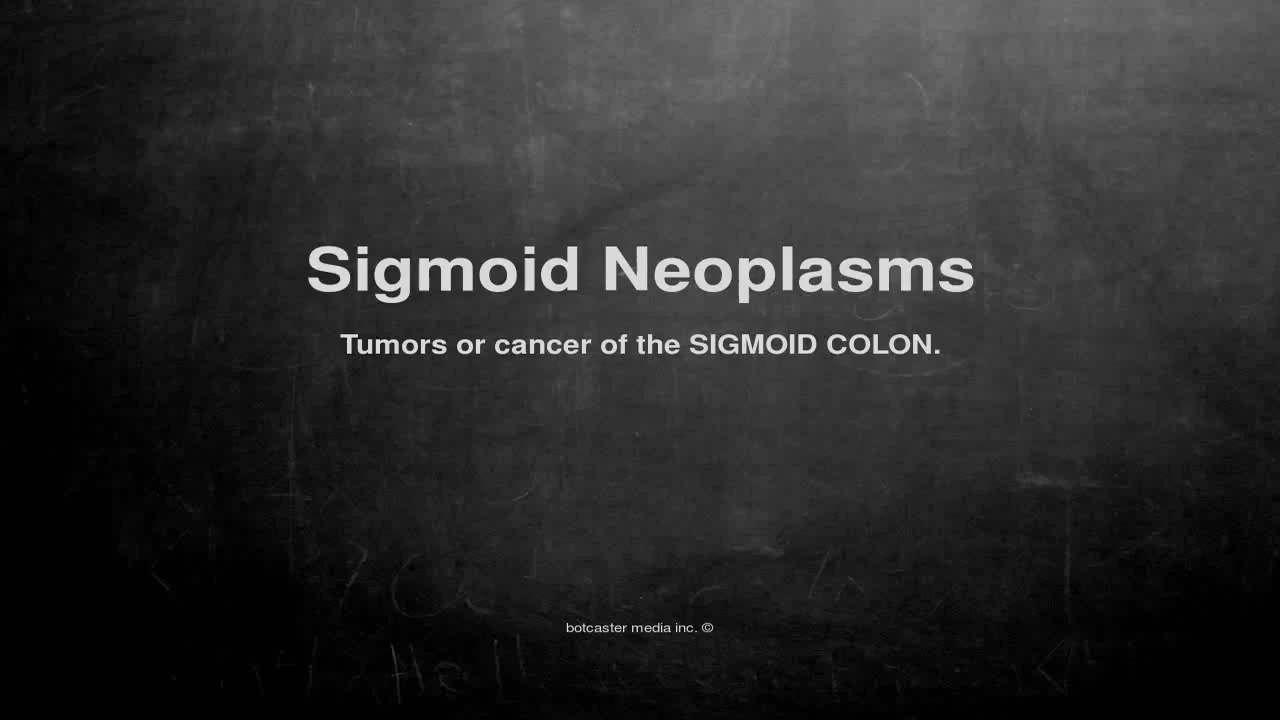 Sigmoid Neoplasms
Tumors or cancer of the SIGMOID COLON.
botcaster media inc. ©